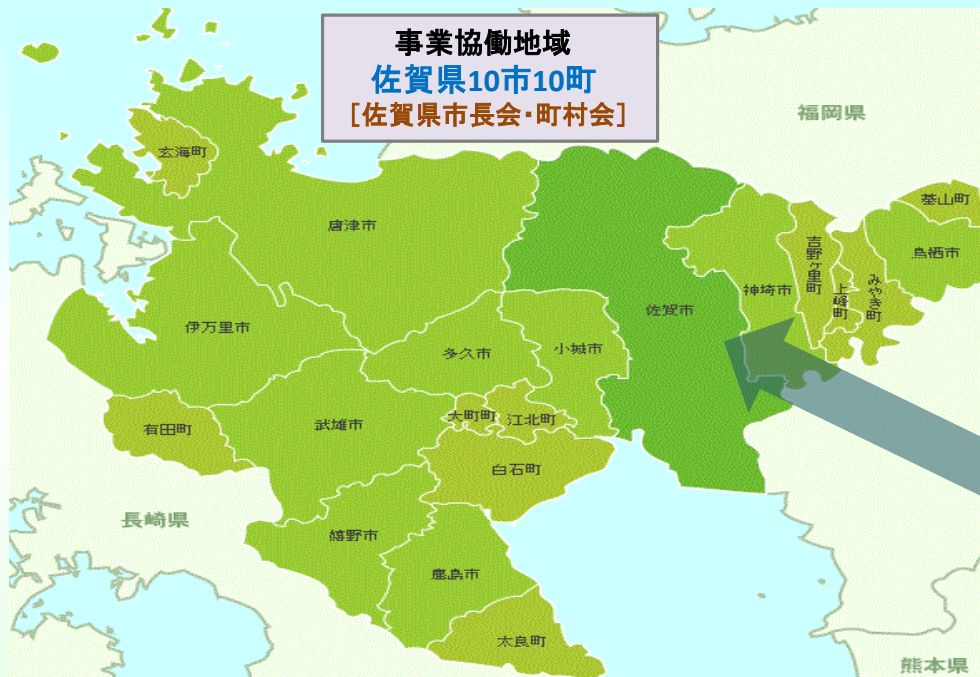 事業協働地域
佐賀県10市10町
[佐賀県市長会・町村会]
福岡県
玄海町
基山町
唐津市
鳥栖市
吉野ヶ里町
みやき町
上峰町
神埼市
佐賀市
伊万里市
多久市
小城市
大町町
江北町
武雄市
有田町
白石町
長崎県
嬉野市
鹿島市
太良町
熊本県